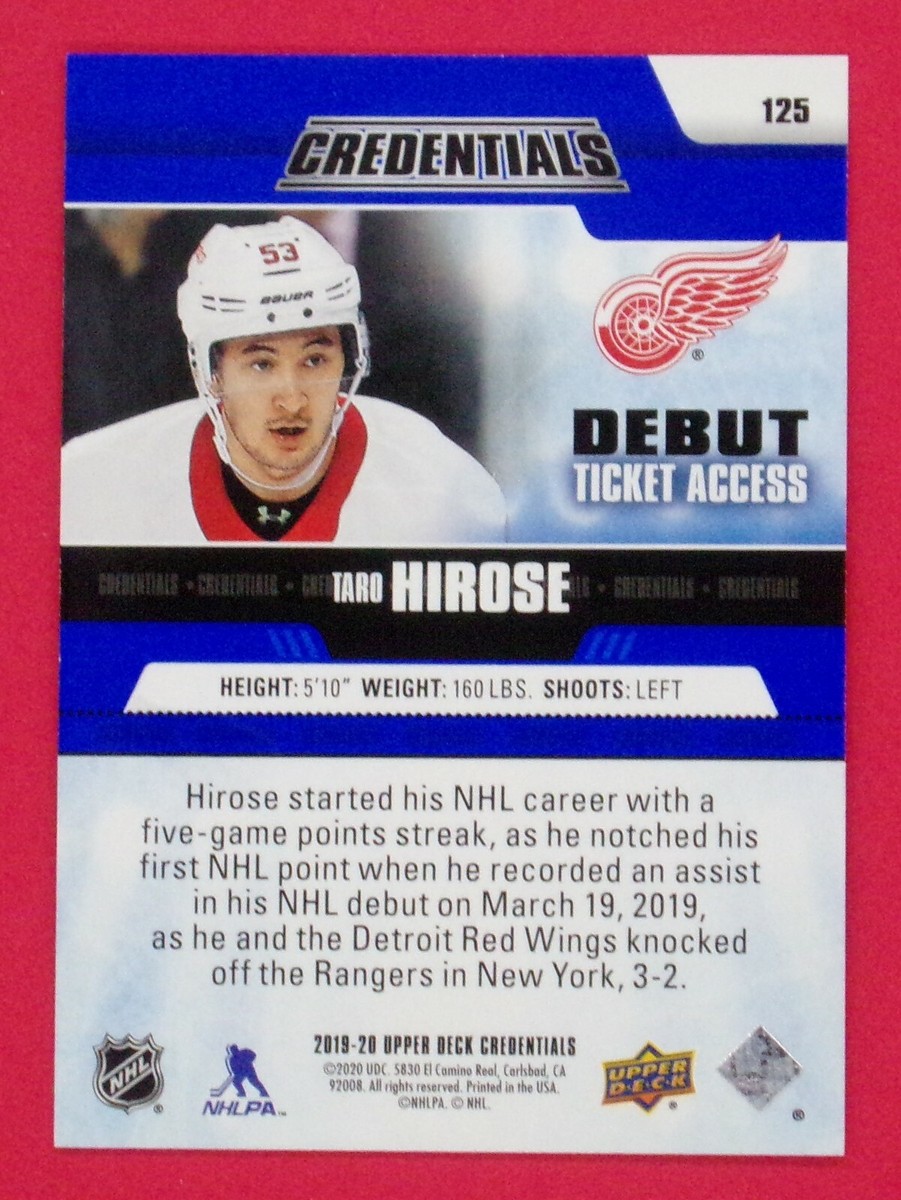 125
CREDENTIALS
53
BAUER
®
DEBUT
TICKET ACCESS
CREDENTIALS • CREDENTIALS • CRE TARO HIROSE LS • CREDENTIALS • CREDENTIALS
HEIGHT: 5'10" WEIGHT: 160 LBS. SHOOTS: LEFT
Hirose started his NHL career with a
five-game points streak, as he notched his
first NHL point when he recorded an assist
in his NHL debut on March 19, 2019,
as he and the Detroit Red Wings knocked
off the Rangers in New York, 3-2.
NHL ®
NHLPA™
2019-20 UPPER DECK CREDENTIALS
©2020 UDC. 5830 El Camino Real, Carlsbad, CA
92008. All rights reserved. Printed in the USA.
©NHLPA. © NHL.
UPPER
D·E·C·K
®
®